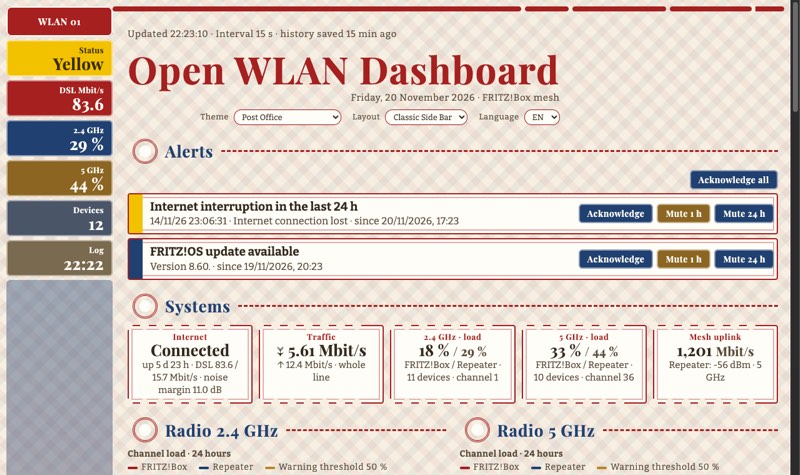 WLAN 01
Status
Yellow
DSL Mbit/s
83.6
2.4 GHz
29 %
5 GHz
44 %
Devices
12
Log
22:22
Updated 22:23:10 · Interval 15 s · history saved 15 min ago
Open WLAN Dashboard
Friday, 20 November 2026 · FRITZ!Box mesh
Theme Post Office Layout Classic Side Bar Language EN
Alerts
Acknowledge all
Internet interruption in the last 24 h
14/11/26 23:06:31 · Internet connection lost · since 20/11/2026, 17:23
Acknowledge Mute 1 h Mute 24 h
FRITZ!OS update available
Version 8.60. · since 19/11/2026, 20:23
Acknowledge Mute 1 h Mute 24 h
Systems
Internet
Connected
up 5 d 23 h · DSL 83.6 /
15.7 Mbit/s · noise
margin 11.0 dB
Traffic
↓ 5.61 Mbit/s
↑ 12.4 Mbit/s · whole
line
2.4 GHz · load
18 % / 29 %
FRITZ!Box / Repeater ·
11 devices · channel 1
5 GHz · load
33 % / 44 %
FRITZ!Box / Repeater ·
10 devices · channel 36
Mesh uplink
1,201 Mbit/s
Repeater: -56 dBm · 5
GHz
Radio 2.4 GHz
Channel load · 24 hours
FRITZ!Box Repeater Warning threshold 50 %
Radio 5 GHz
Channel load · 24 hours
FRITZ!Box Repeater Warning threshold 50 %